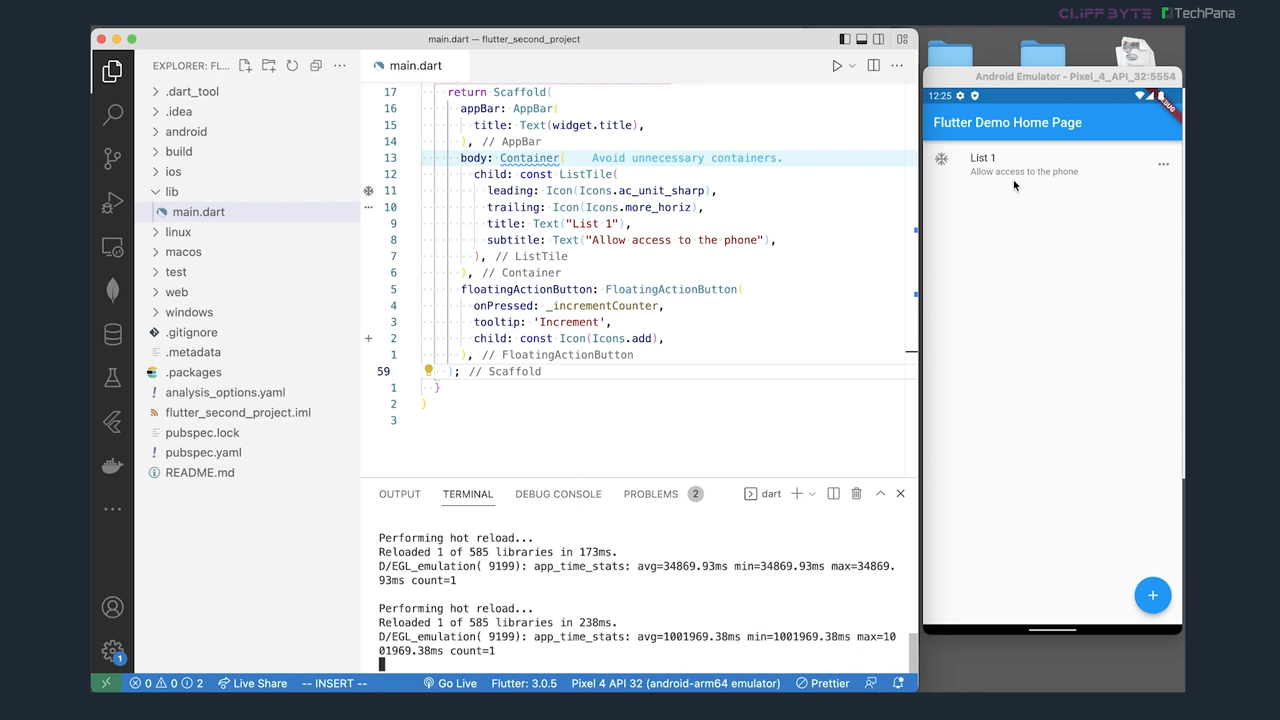 CLIFF BYTE TechPana
main.dart — flutter_second_project
Android Emulator - Pixel_4_API_32:5554
12:25
DEBUG
Flutter Demo Home Page
List 1
Allow access to the phone
EXPLORER: FL...
.dart_tool
.idea
android
build
ios
lib
main.dart
linux
macos
test
web
windows
.gitignore
.metadata
.packages
analysis_options.yaml
flutter_second_project.iml
pubspec.lock
pubspec.yaml
README.md
1
main.dart
17 return Scaffold(
16 appBar: AppBar(
15 title: Text(widget.title),
14 ), // AppBar
13 body: Container( Avoid unnecessary containers.
12 child: const ListTile(
11 leading: Icon(Icons.ac_unit_sharp),
10 trailing: Icon(Icons.more_horiz),
9 title: Text("List 1"),
8 subtitle: Text("Allow access to the phone"),
7 ), // ListTile
6 ), // Container
5 floatingActionButton: FloatingActionButton(
4 onPressed: _incrementCounter,
3 tooltip: 'Increment',
2 child: const Icon(Icons.add),
1 ), // FloatingActionButton
59 ); // Scaffold
1 }
2 }
3
OUTPUT TERMINAL DEBUG CONSOLE PROBLEMS 2 dart
Performing hot reload...
Reloaded 1 of 585 libraries in 173ms.
D/EGL_emulation( 9199): app_time_stats: avg=34869.93ms min=34869.93ms max=34869.
93ms count=1
Performing hot reload...
Reloaded 1 of 585 libraries in 238ms.
D/EGL_emulation( 9199): app_time_stats: avg=1001969.38ms min=1001969.38ms max=10
01969.38ms count=1
0 0 2 Live Share -- INSERT -- Go Live Flutter: 3.0.5 Pixel 4 API 32 (android-arm64 emulator) Prettier